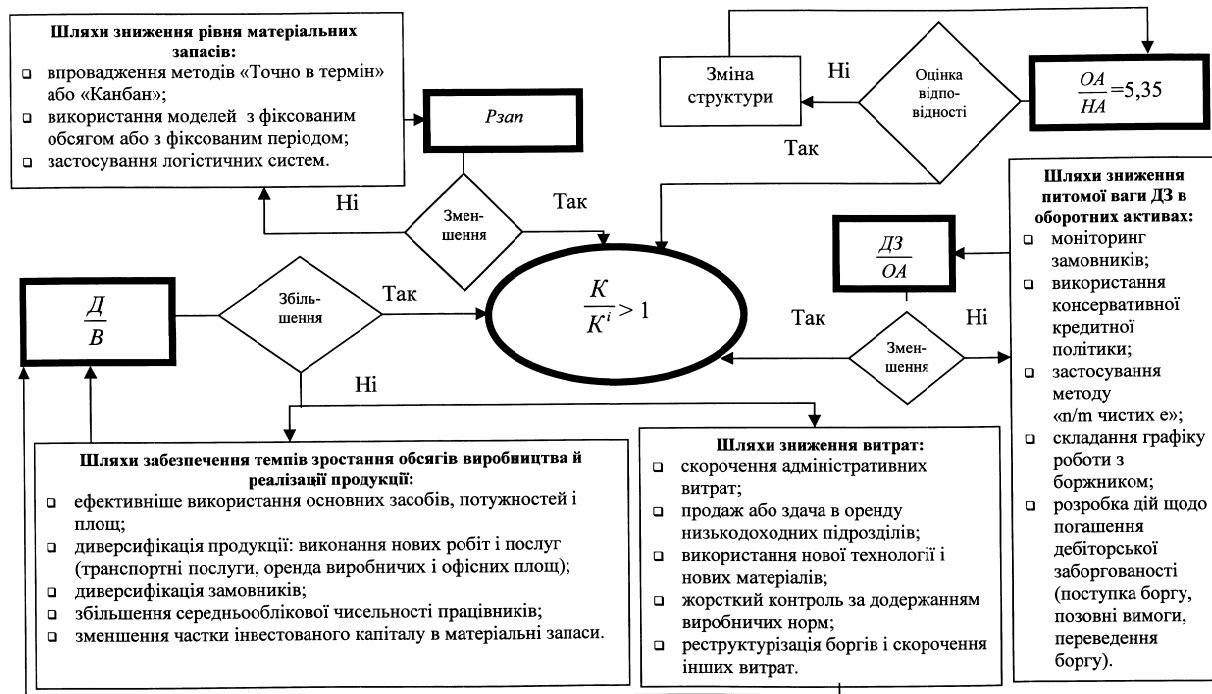 Шляхи зниження рівня матеріальних
запасів:
❑ впровадження методів «Точно в термін»
або «Канбан»;
❑ використання моделей з фіксованим
обсягом або з фіксованим періодом;
❑ застосування логістичних систем.
Рзап
Змен-
шення
Ні
Так
Зміна
структури
Ні
Оцінка
відпо-
відності
Так
ОА
НА
=5,35
Д
В
Збіль-
шення
Так
Ні
К
Кⁱ
> 1
ДЗ
ОА
Так
Змен-
шення
Ні
Шляхи зниження
питомої ваги ДЗ в
оборотних активах:
❑ моніторинг
замовників;
❑ використання
консервативної
кредитної
політики;
❑ застосування
методу
«n/m чистих e»;
❑ складання графіку
роботи з
боржником;
❑ розробка дій щодо
погашення
дебіторської
заборгованості
(поступка боргу,
позовні вимоги,
переведення
боргу).
Шляхи забезпечення темпів зростання обсягів виробництва й
реалізації продукції:
❑ ефективніше використання основних засобів, потужностей і
площ;
❑ диверсифікація продукції: виконання нових робіт і послуг
(транспортні послуги, оренда виробничих і офісних площ);
❑ диверсифікація замовників;
❑ збільшення середньооблікової чисельності працівників;
❑ зменшення частки інвестованого капіталу в матеріальні запаси.
Шляхи зниження витрат:
❑ скорочення адміністративних
витрат;
❑ продаж або здача в оренду
низькодоходних підрозділів;
❑ використання нової технології і
нових матеріалів;
❑ жорсткий контроль за додержанням
виробничих норм;
❑ реструктурізація боргів і скорочення
інших витрат.